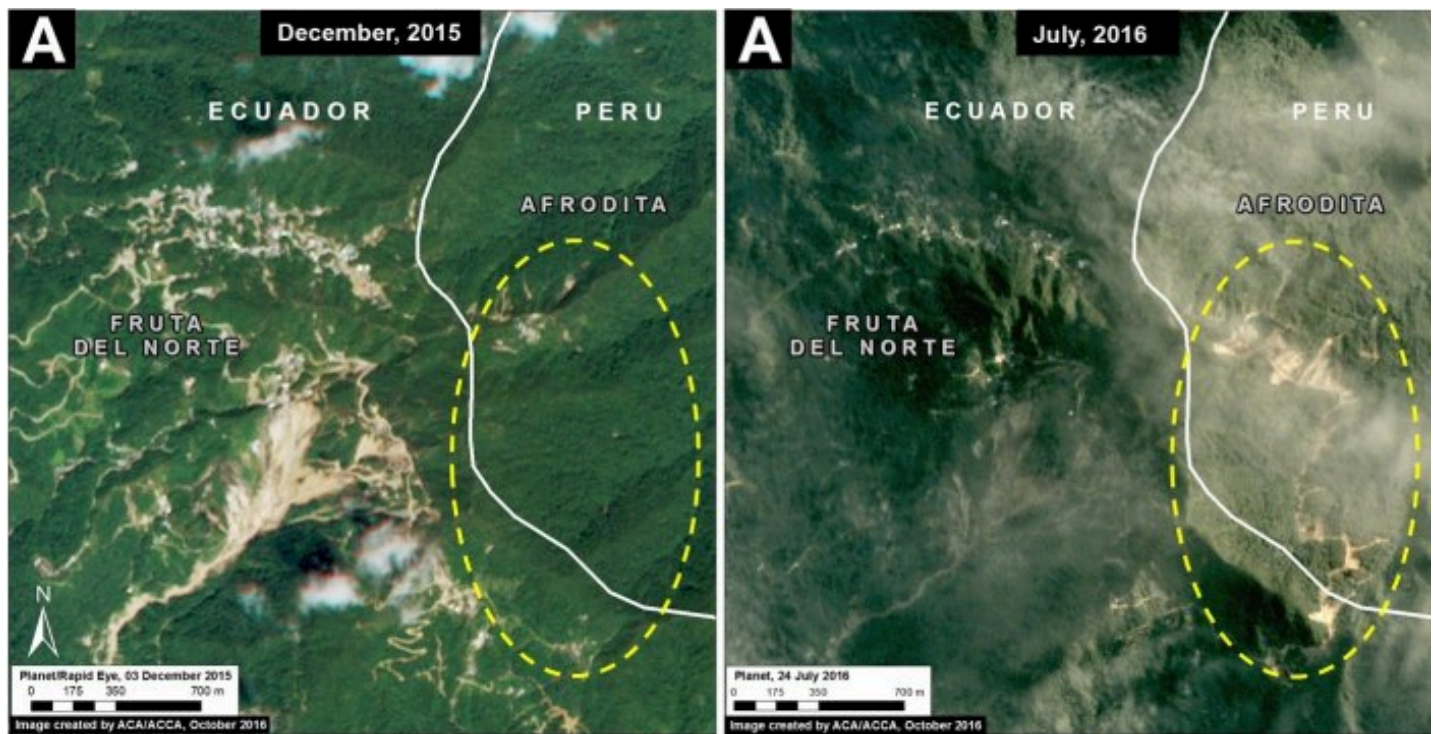 A
December, 2015
ECUADOR
PERU
AFRODITA
FRUTA
DEL NORTE
N
Planet/Rapid Eye, 03 December 2015
0 175 350 700 m
Image created by ACA/ACCA, October 2016
A
July, 2016
ECUADOR
PERU
AFRODITA
FRUTA
DEL NORTE
Planet, 24 July 2016
0 175 350 700 m
Image created by ACA/ACCA, October 2016